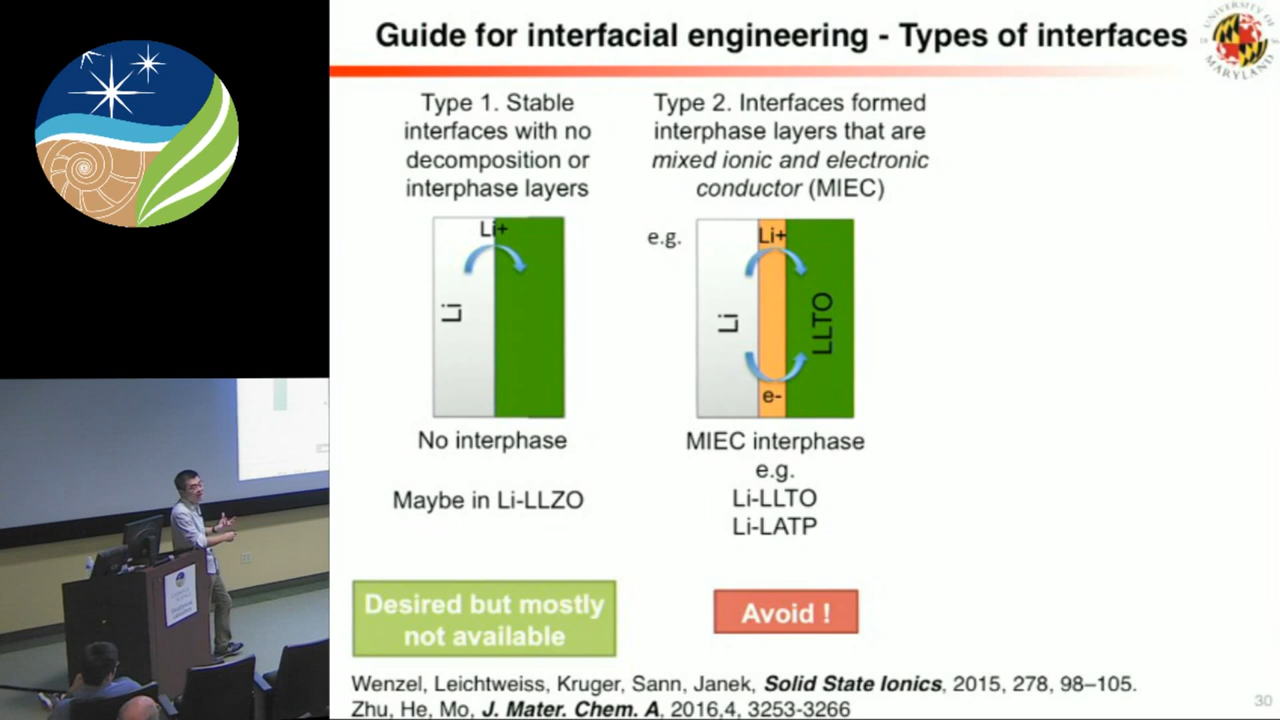 Guide for interfacial engineering - Types of interfaces
UNIVERSITY OF
MARYLAND
Type 1. Stable
interfaces with no
decomposition or
interphase layers
Li+
Li
No interphase
Maybe in Li-LLZO
Desired but mostly
not available
Type 2. Interfaces formed
interphase layers that are
mixed ionic and electronic
conductor (MIEC)
e.g.
Li+
Li
LLTO
e-
MIEC interphase
e.g.
Li-LLTO
Li-LATP
Avoid !
Wenzel, Leichtweiss, Kruger, Sann, Janek, Solid State Ionics, 2015, 278, 98–105.
Zhu, He, Mo, J. Mater. Chem. A, 2016,4, 3253-3266
30